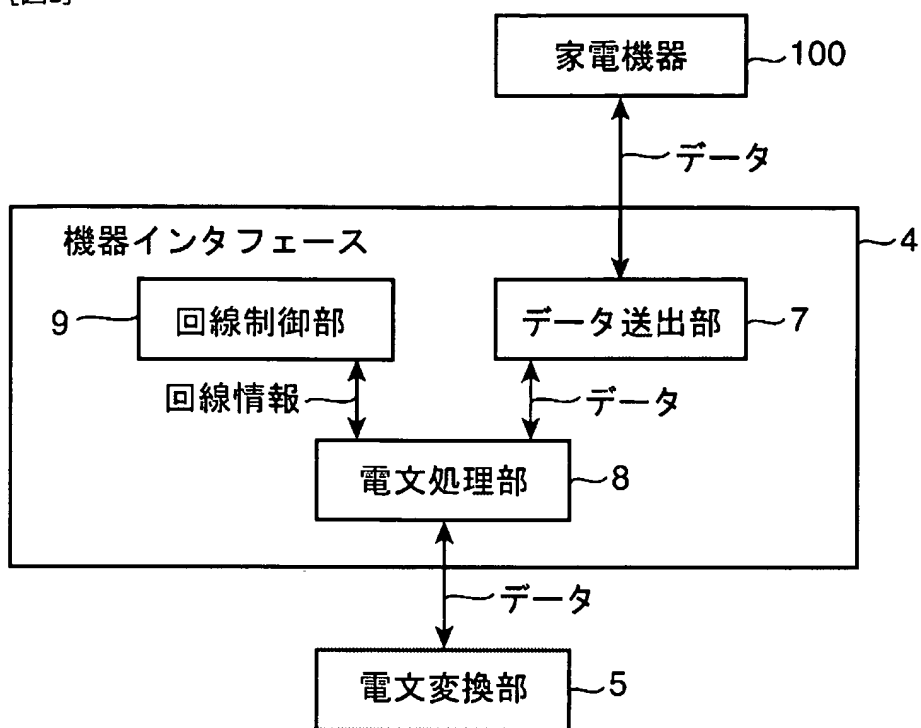 家電機器
100
データ
機器インタフェース
4
9
回線制御部
データ送出部
7
回線情報
データ
電文処理部
8
データ
電文変換部
5